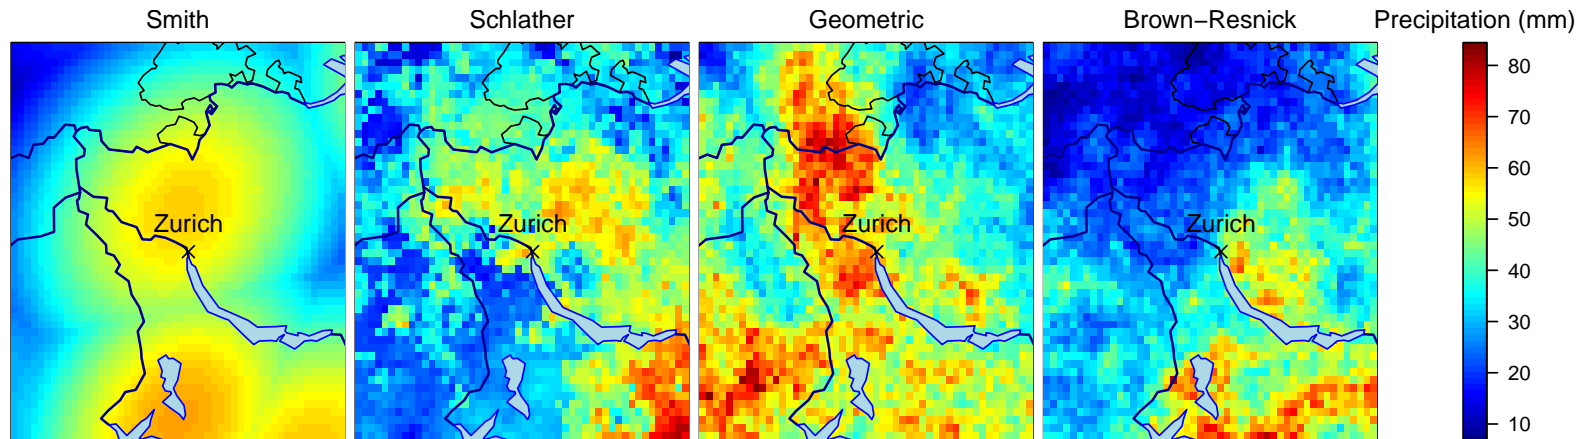 Smith
Schlather
Geometric
Brown−Resnick
Precipitation (mm)
Zurich
Zurich
Zurich
Zurich
80
70
60
50
40
30
20
10